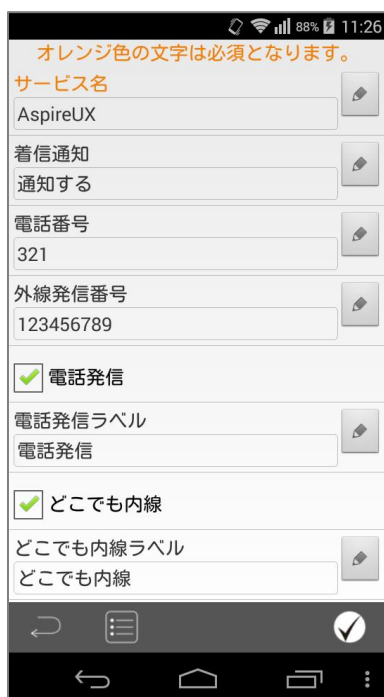 88% 11:26
オレンジ色の文字は必須となります。
サービス名
AspireUX
着信通知
通知する
電話番号
321
外線発信番号
123456789
電話発信
電話発信ラベル
電話発信
どこでも内線
どこでも内線ラベル
どこでも内線